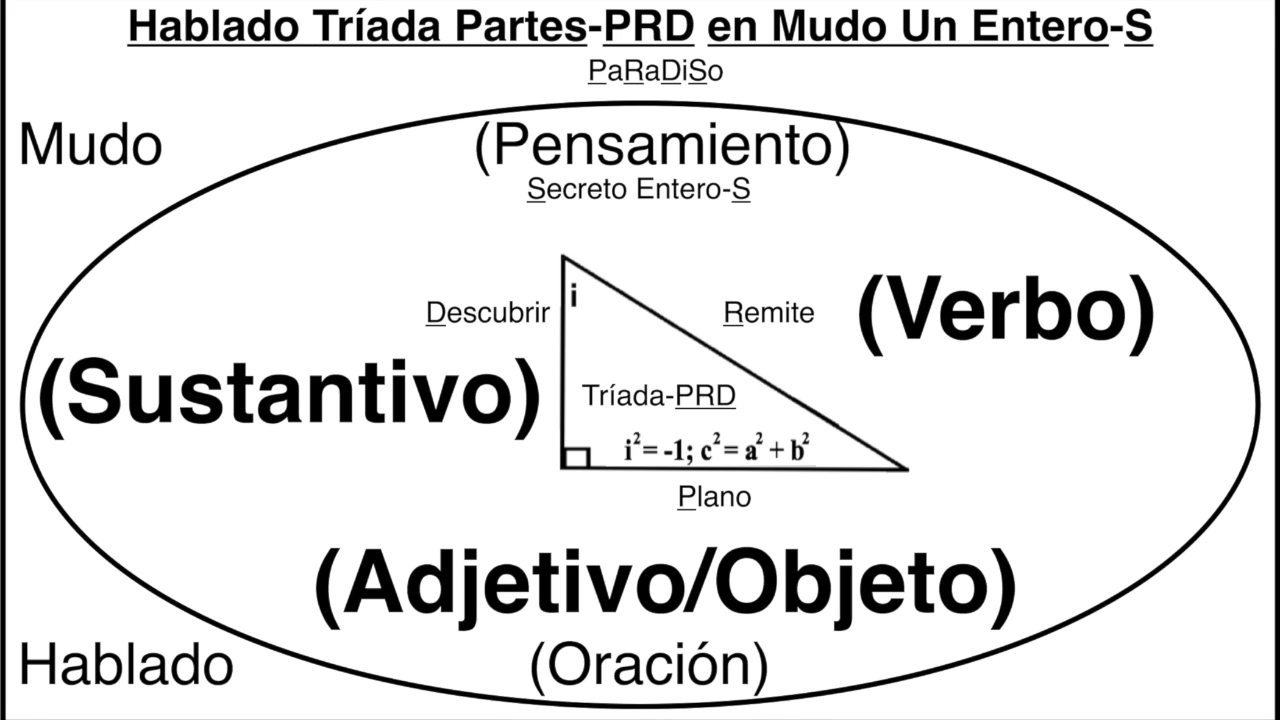 Hablado Tríada Partes-PRD en Mudo Un Entero-S
PaRaDiSo
Mudo
(Pensamiento)
Secreto Entero-S
i
Descubrir
Remite
(Verbo)
(Sustantivo)
Tríada-PRD
i²= -1; c²= a² + b²
Plano
(Adjetivo/Objeto)
Hablado
(Oración)